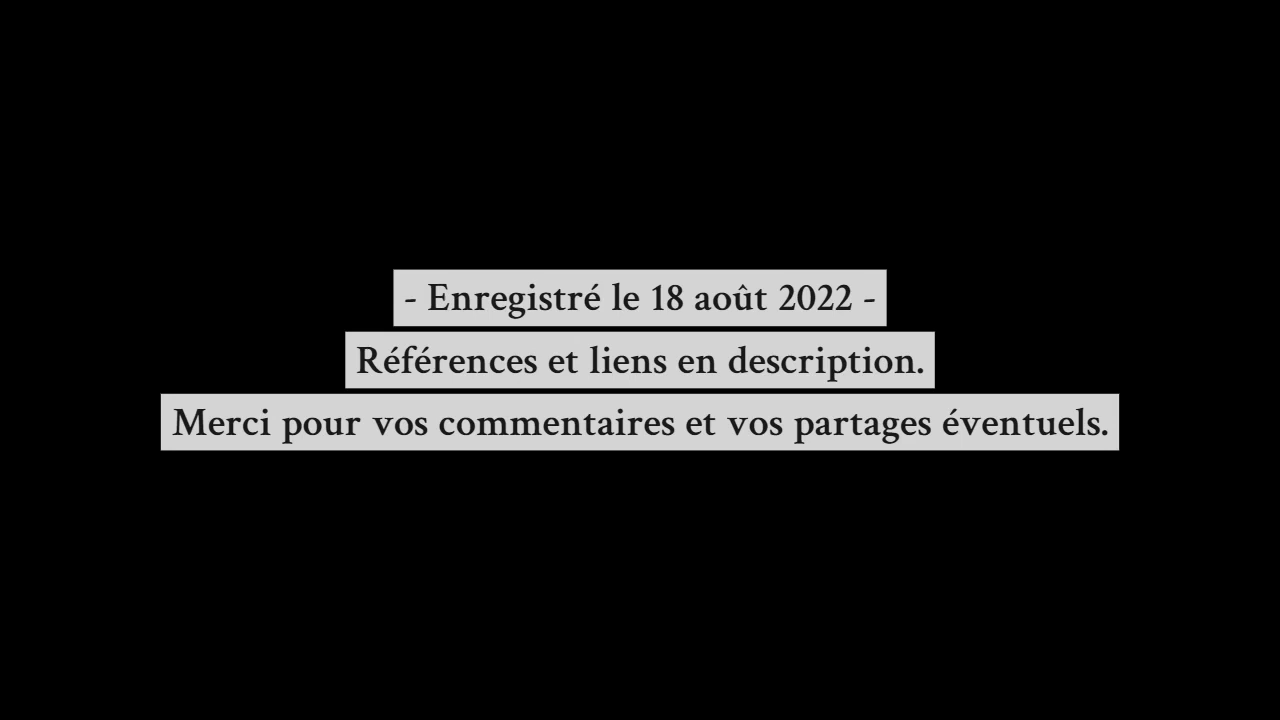 - Enregistré le 18 août 2022 -
Références et liens en description.
Merci pour vos commentaires et vos partages éventuels.